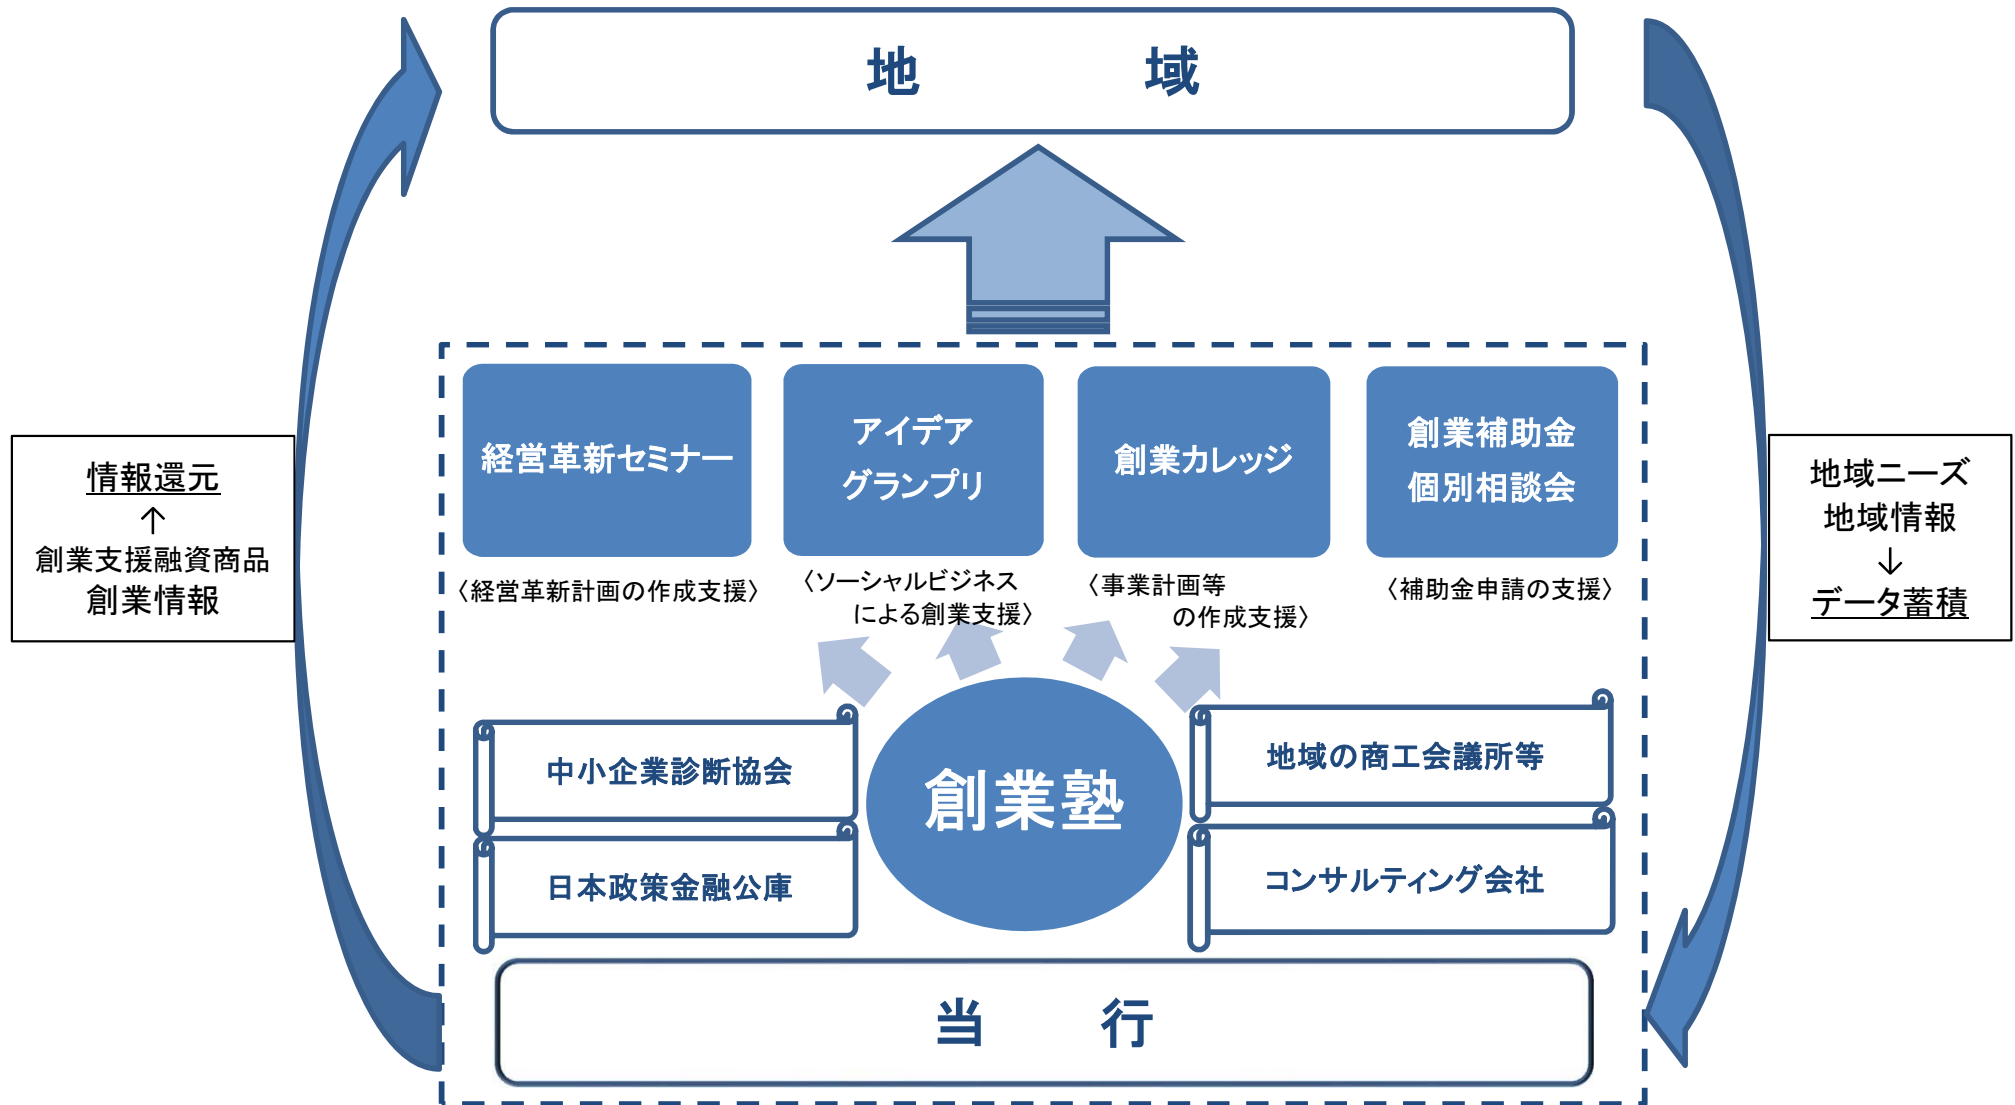 地 域
経営革新セミナー
アイデア
グランプリ
創業カレッジ
創業補助金
個別相談会
〈経営革新計画の作成支援〉
〈ソーシャルビジネス
による創業支援〉
〈事業計画等
の作成支援〉
〈補助金申請の支援〉
情報還元
↑
創業支援融資商品
創業情報
地域ニーズ
地域情報
↓
データ蓄積
中小企業診断協会
日本政策金融公庫
創業塾
地域の商工会議所等
コンサルティング会社
当 行